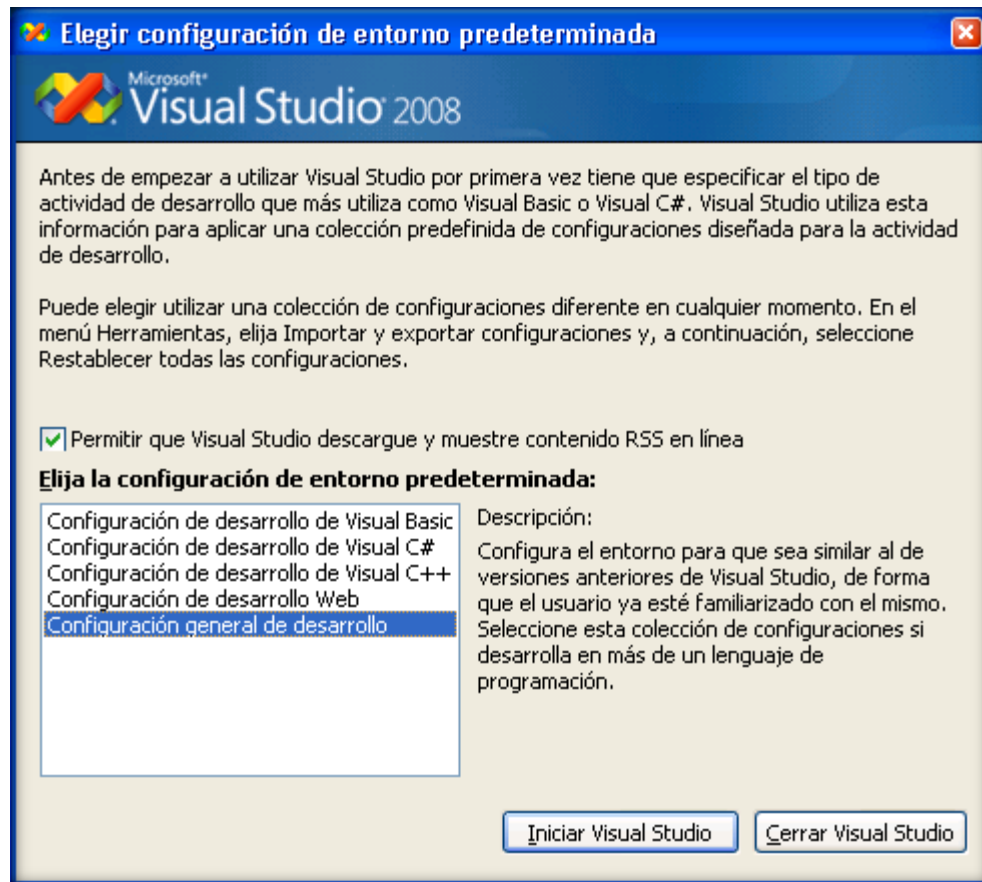 Elegir configuración de entorno predeterminada
Microsoft®
Visual Studio® 2008
Antes de empezar a utilizar Visual Studio por primera vez tiene que especificar el tipo de
actividad de desarrollo que más utiliza como Visual Basic o Visual C#. Visual Studio utiliza esta
información para aplicar una colección predefinida de configuraciones diseñada para la actividad
de desarrollo.
Puede elegir utilizar una colección de configuraciones diferente en cualquier momento. En el
menú Herramientas, elija Importar y exportar configuraciones y, a continuación, seleccione
Restablecer todas las configuraciones.
Permitir que Visual Studio descargue y muestre contenido RSS en línea
Elija la configuración de entorno predeterminada:
Configuración de desarrollo de Visual Basic
Configuración de desarrollo de Visual C#
Configuración de desarrollo de Visual C++
Configuración de desarrollo Web
Configuración general de desarrollo
Descripción:
Configura el entorno para que sea similar al de
versiones anteriores de Visual Studio, de forma
que el usuario ya esté familiarizado con el mismo.
Seleccione esta colección de configuraciones si
desarrolla en más de un lenguaje de
programación.
Iniciar Visual Studio
Cerrar Visual Studio